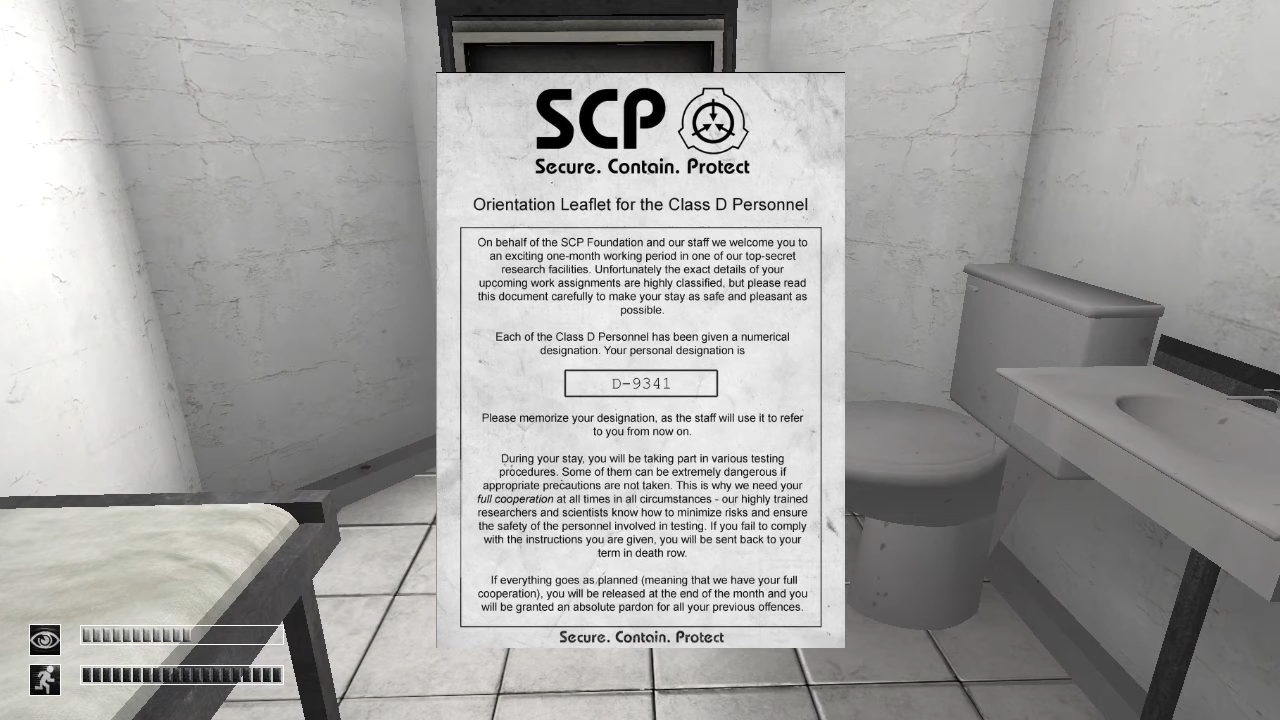 SCP
Secure. Contain. Protect
Orientation Leaflet for the Class D Personnel
On behalf of the SCP Foundation and our staff we welcome you to
an exciting one-month working period in one of our top-secret
research facilities. Unfortunately the exact details of your
upcoming work assignments are highly classified, but please read
this document carefully to make your stay as safe and pleasant as
possible.
Each of the Class D Personnel has been given a numerical
designation. Your personal designation is
D-9341
Please memorize your designation, as the staff will use it to refer
to you from now on.
During your stay, you will be taking part in various testing
procedures. Some of them can be extremely dangerous if
appropriate precautions are not taken. This is why we need your
full cooperation at all times in all circumstances - our highly trained
researchers and scientists know how to minimize risks and ensure
the safety of the personnel involved in testing. If you fail to comply
with the instructions you are given, you will be sent back to your
term in death row.
If everything goes as planned (meaning that we have your full
cooperation), you will be released at the end of the month and you
will be granted an absolute pardon for all your previous offences.
Secure. Contain. Protect